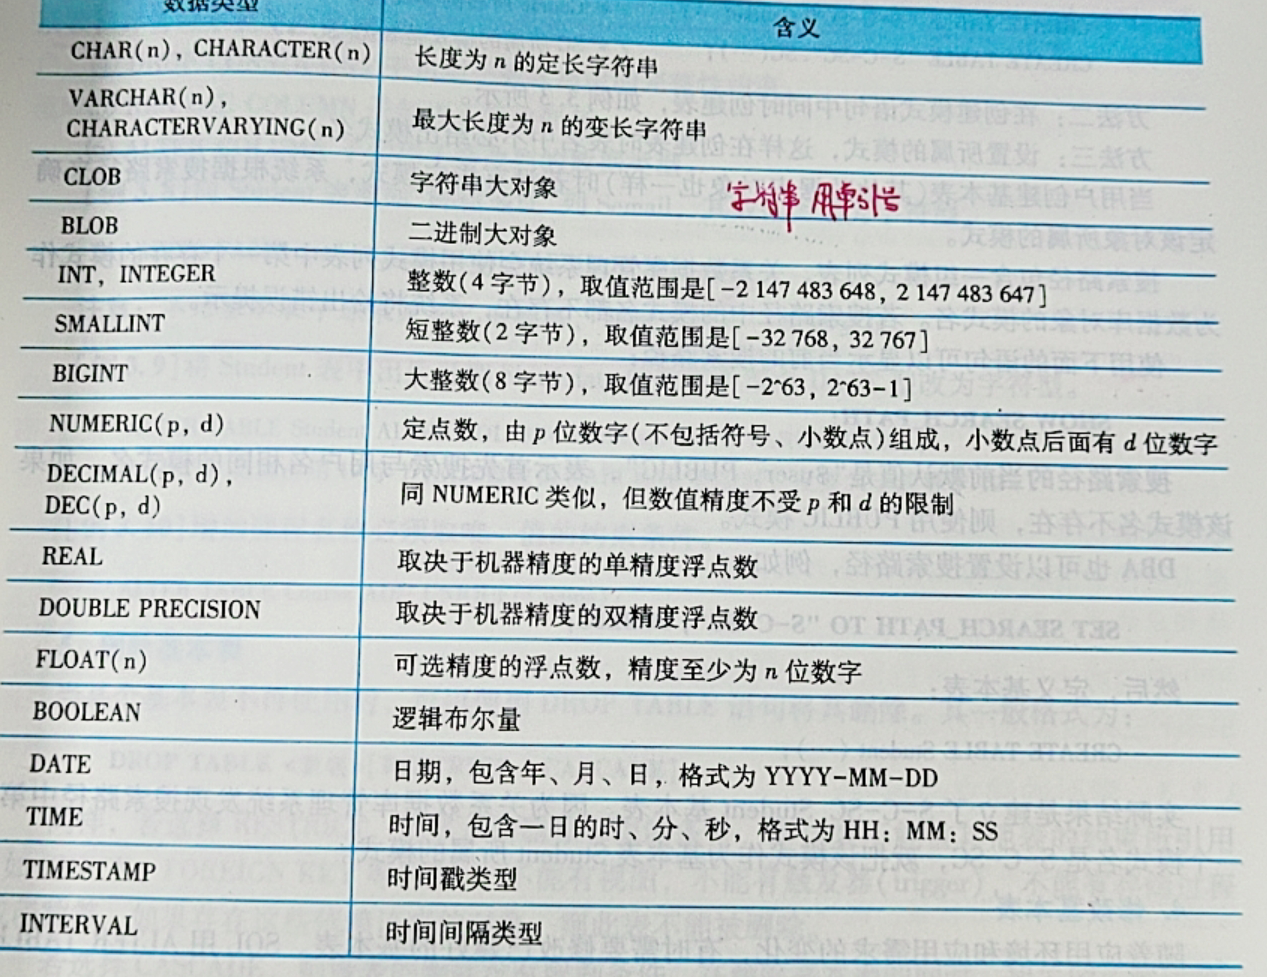 数据类型
含义
CHAR(n), CHARACTER(n)
长度为 n 的定长字符串
VARCHAR(n),
CHARACTERVARYING(n)
最大长度为 n 的变长字符串
CLOB
字符串大对象
字符串 用单引号
BLOB
二进制大对象
INT, INTEGER
整数(4 字节), 取值范围是[-2 147 483 648, 2 147 483 647]
SMALLINT
短整数(2 字节), 取值范围是[-32 768, 32 767]
BIGINT
大整数(8 字节), 取值范围是[-2^63, 2^63-1]
NUMERIC(p, d)
定点数, 由 p 位数字(不包括符号、小数点)组成, 小数点后面有 d 位数字
DECIMAL(p, d),
DEC(p, d)
同 NUMERIC 类似, 但数值精度不受 p 和 d 的限制
REAL
取决于机器精度的单精度浮点数
DOUBLE PRECISION
取决于机器精度的双精度浮点数
FLOAT(n)
可选精度的浮点数, 精度至少为 n 位数字
BOOLEAN
逻辑布尔量
DATE
日期, 包含年、月、日, 格式为 YYYY-MM-DD
TIME
时间, 包含一日的时、分、秒, 格式为 HH: MM: SS
TIMESTAMP
时间戳类型
INTERVAL
时间间隔类型